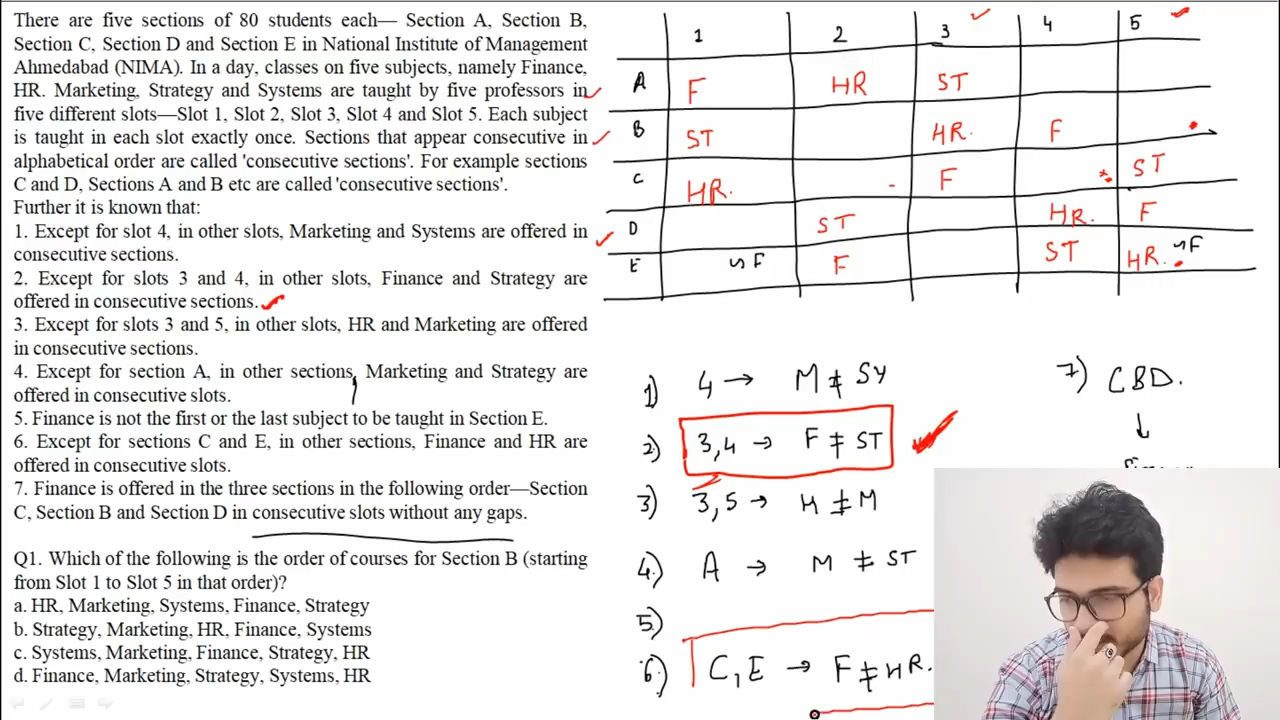 There are five sections of 80 students each— Section A, Section B,
Section C, Section D and Section E in National Institute of Management
Ahmedabad (NIMA). In a day, classes on five subjects, namely Finance,
HR. Marketing, Strategy and Systems are taught by five professors in
five different slots—Slot 1, Slot 2, Slot 3, Slot 4 and Slot 5. Each subject
is taught in each slot exactly once. Sections that appear consecutive in
alphabetical order are called 'consecutive sections'. For example sections
C and D, Sections A and B etc are called 'consecutive sections'.
Further it is known that:
1. Except for slot 4, in other slots, Marketing and Systems are offered in
consecutive sections.
2. Except for slots 3 and 4, in other slots, Finance and Strategy are
offered in consecutive sections.
3. Except for slots 3 and 5, in other slots, HR and Marketing are offered
in consecutive sections.
4. Except for section A, in other sections, Marketing and Strategy are
offered in consecutive slots.
5. Finance is not the first or the last subject to be taught in Section E.
6. Except for sections C and E, in other sections, Finance and HR are
offered in consecutive slots.
7. Finance is offered in the three sections in the following order—Section
C, Section B and Section D in consecutive slots without any gaps.
Q1. Which of the following is the order of courses for Section B (starting
from Slot 1 to Slot 5 in that order)?
a. HR, Marketing, Systems, Finance, Strategy
b. Strategy, Marketing, HR, Finance, Systems
c. Systems, Marketing, Finance, Strategy, HR
d. Finance, Marketing, Strategy, Systems, HR
1 2 3 4 5
A F HR ST
B ST HR. F
C HR. F ST
D ST HR. F
E ~F F ST HR. ~F
1) 4 → M ≠ SY
2) 3,4 → F ≠ ST
3) 3,5 → H ≠ M
4) A → M ≠ ST
5)
6) C, E → F ≠ HR.
7) CBD.
↓